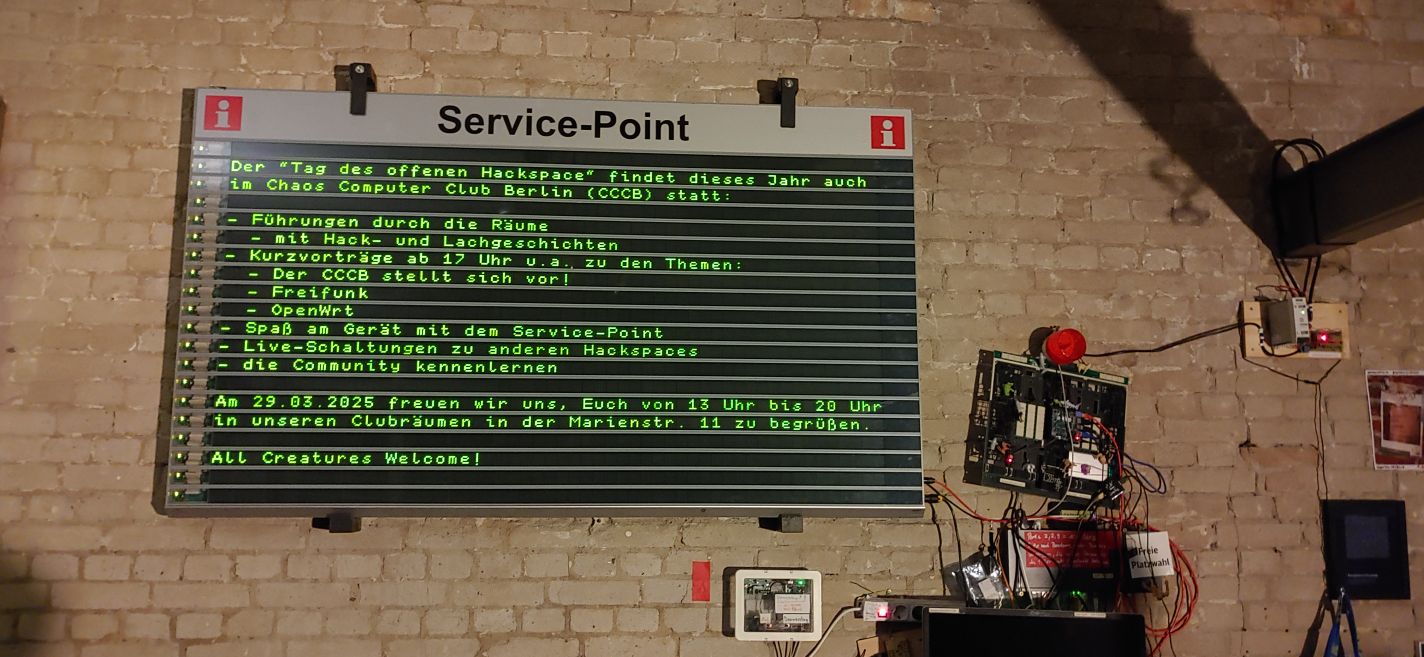 Service-Point
Der "Tag des offenen Hackspace" findet dieses Jahr auch
im Chaos Computer Club Berlin (CCCB) statt:
- Führungen durch die Räume
- mit Hack- und Lachgeschichten
- Kurzvorträge ab 17 Uhr u.a. zu den Themen:
- Der CCCB stellt sich vor!
- Freifunk
- OpenWrt
- Spaß am Gerät mit dem Service-Point
- Live-Schaltungen zu anderen Hackspaces
- die Community kennenlernen
Am 29.03.2025 freuen wir uns, Euch von 13 Uhr bis 20 Uhr
in unseren Clubräumen in der Marienstr. 11 zu begrüßen.
All Creatures Welcome!
Freie
Platzwahl